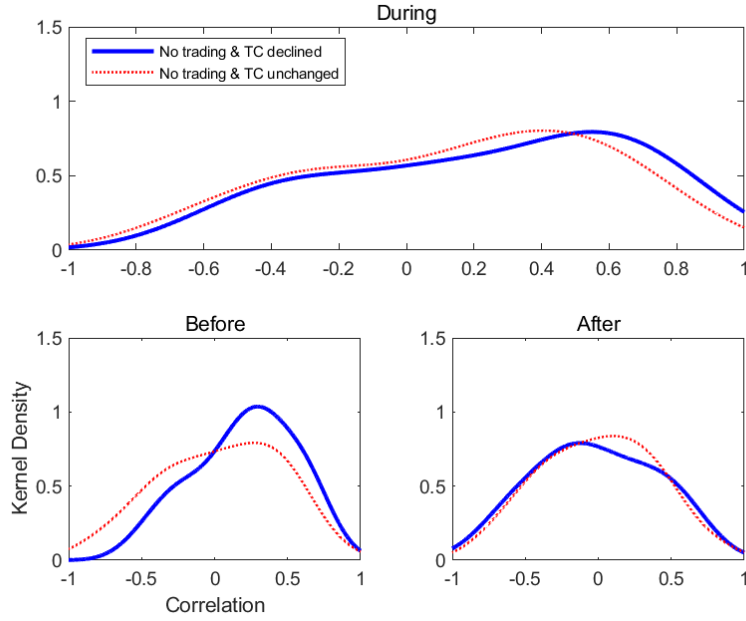 During
1.5
1
0.5
0
No trading & TC declined
No trading & TC unchanged
-1 -0.8 -0.6 -0.4 -0.2 0 0.2 0.4 0.6 0.8 1
Before
1.5
1
0.5
0
-1 -0.5 0 0.5 1
Kernel Density
Correlation
After
1.5
1
0.5
0
-1 -0.5 0 0.5 1